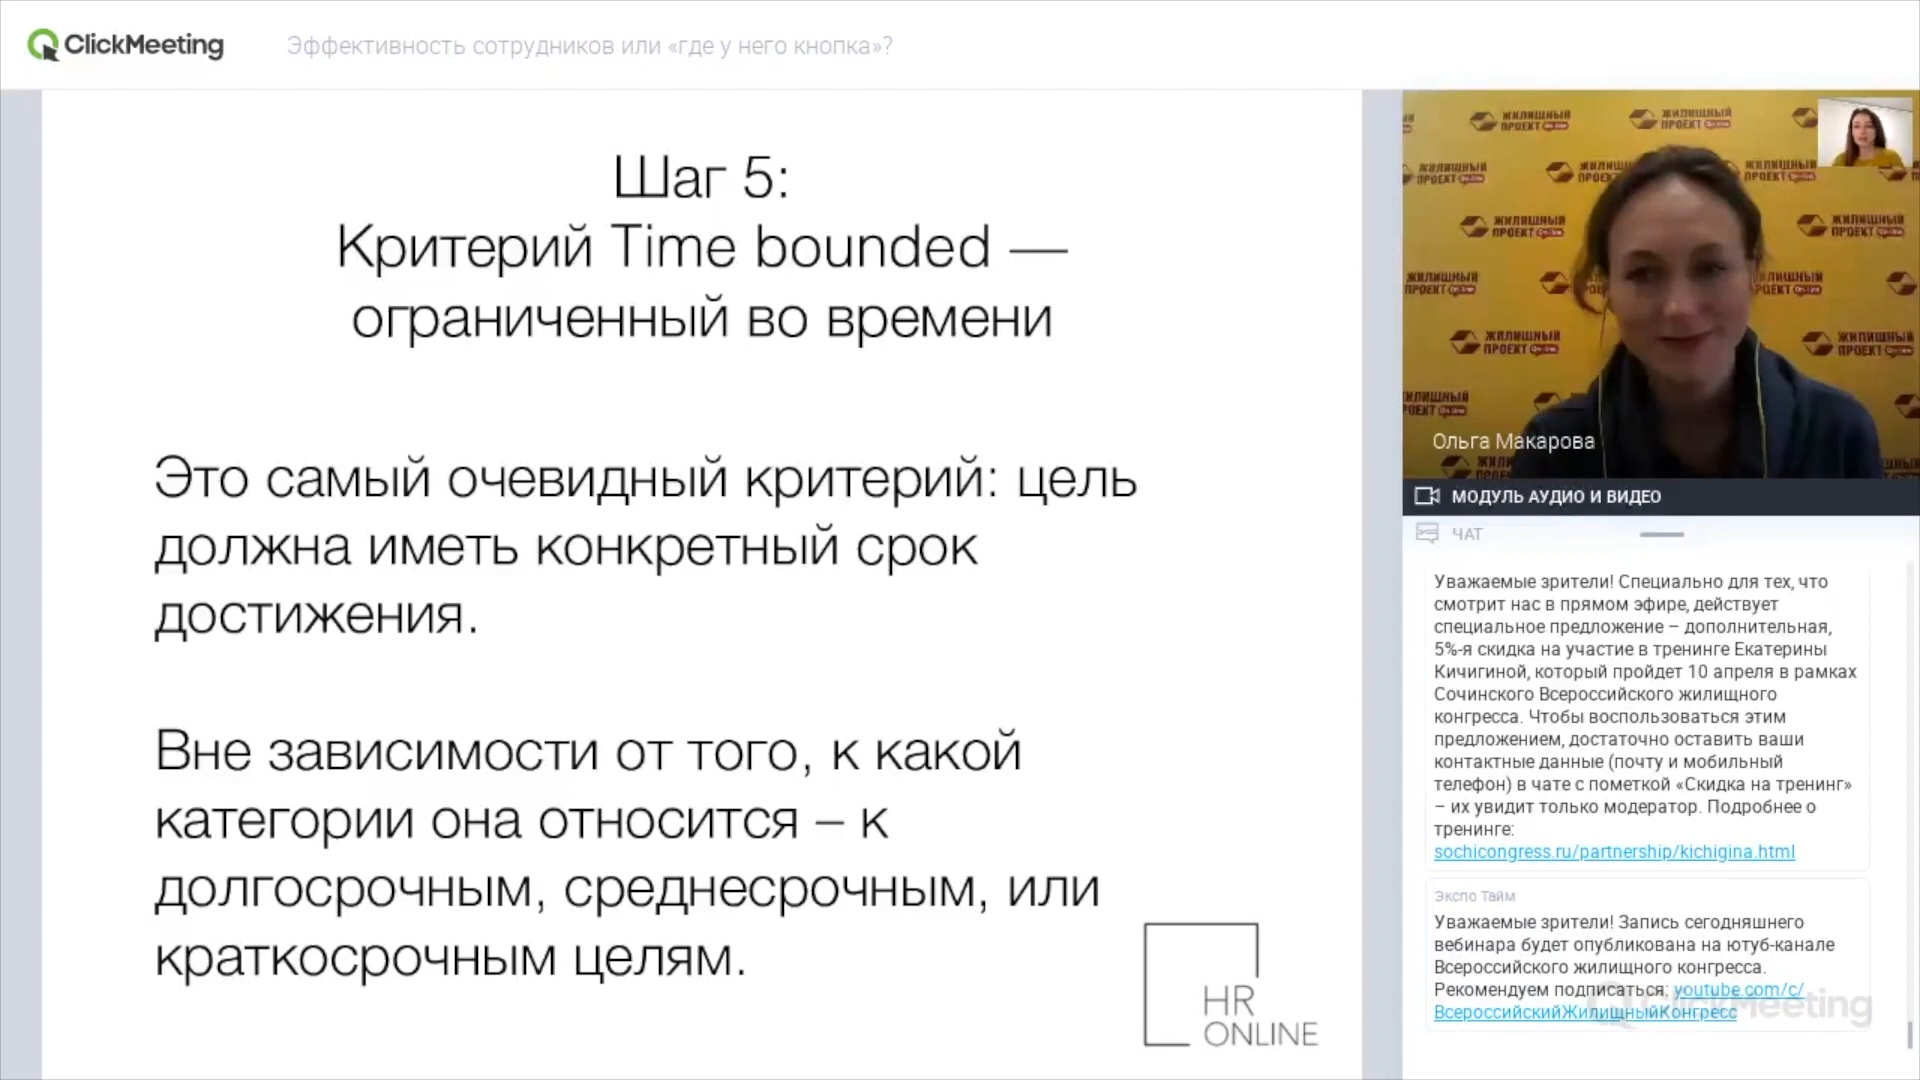 ClickMeeting
Эффективность сотрудников или «где у него кнопка»?
Шаг 5:
Критерий Time bounded —
ограниченный во времени
Это самый очевидный критерий: цель
должна иметь конкретный срок
достижения.
Вне зависимости от того, к какой
категории она относится – к
долгосрочным, среднесрочным, или
краткосрочным целям.
HR
ONLINE
ЖИЛИЩНЫЙ
ПРОЕКТ On-line
Ольга Макарова
МОДУЛЬ АУДИО И ВИДЕО
ЧАТ
Уважаемые зрители! Специально для тех, что
смотрит нас в прямом эфире, действует
специальное предложение – дополнительная,
5%-я скидка на участие в тренинге Екатерины
Кичигиной, который пройдет 10 апреля в рамках
Сочинского Всероссийского жилищного
конгресса. Чтобы воспользоваться этим
предложением, достаточно оставить ваши
контактные данные (почту и мобильный
телефон) в чате с пометкой «Скидка на тренинг»
– их увидит только модератор. Подробнее о
тренинге:
sochicongress.ru/partnership/kichigina.html
Экспо Тайм
Уважаемые зрители! Запись сегодняшнего
вебинара будет опубликована на ютуб-канале
Всероссийского жилищного конгресса.
Рекомендуем подписаться: youtube.com/c/
ВсероссийскийЖилищныйКонгресс
ClickMeeting